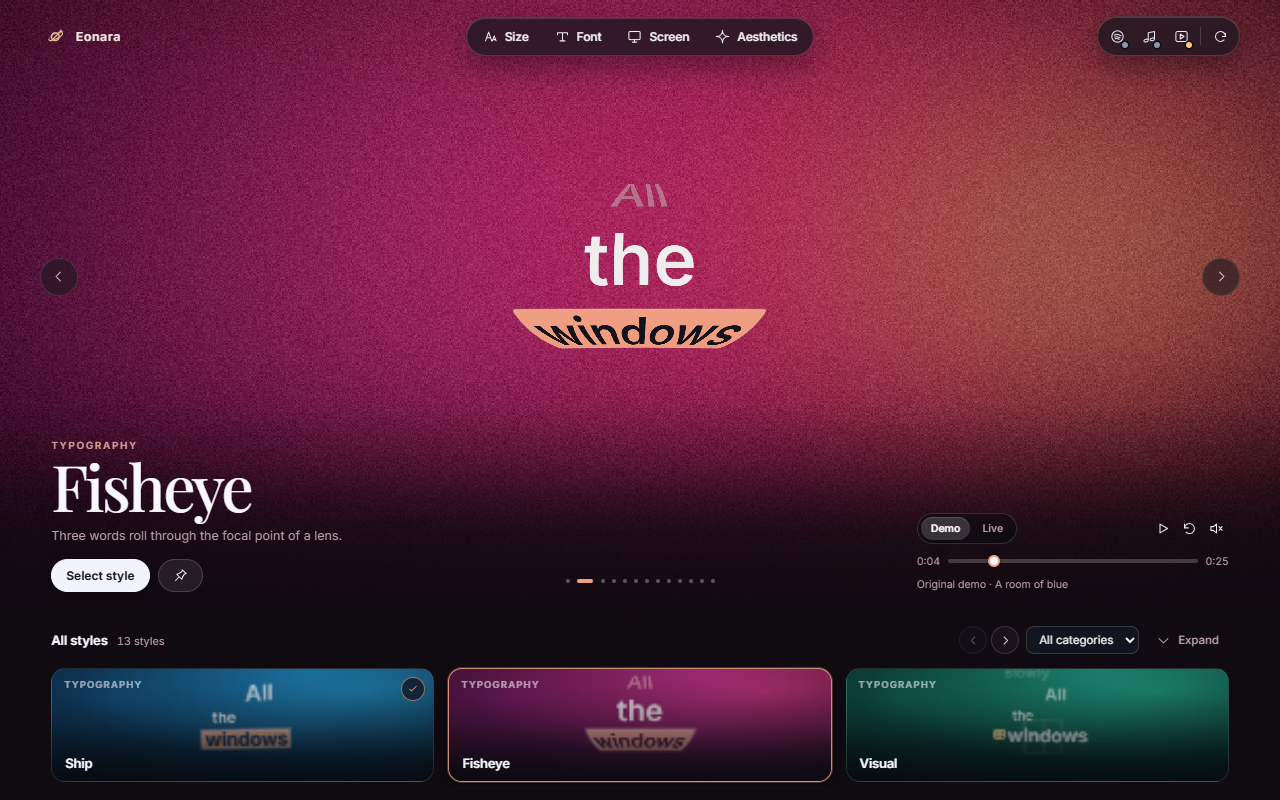 Eonara
Size
Font
Screen
Aesthetics
All
the
windows
TYPOGRAPHY
Fisheye
Three words roll through the focal point of a lens.
Select style
Demo
Live
0:04
0:25
Original demo · A room of blue
All styles
13 styles
All categories
Expand
TYPOGRAPHY
All
the
windows
Ship
TYPOGRAPHY
All
the
windows
Fisheye
TYPOGRAPHY
slowly
All
the
windows
Visual